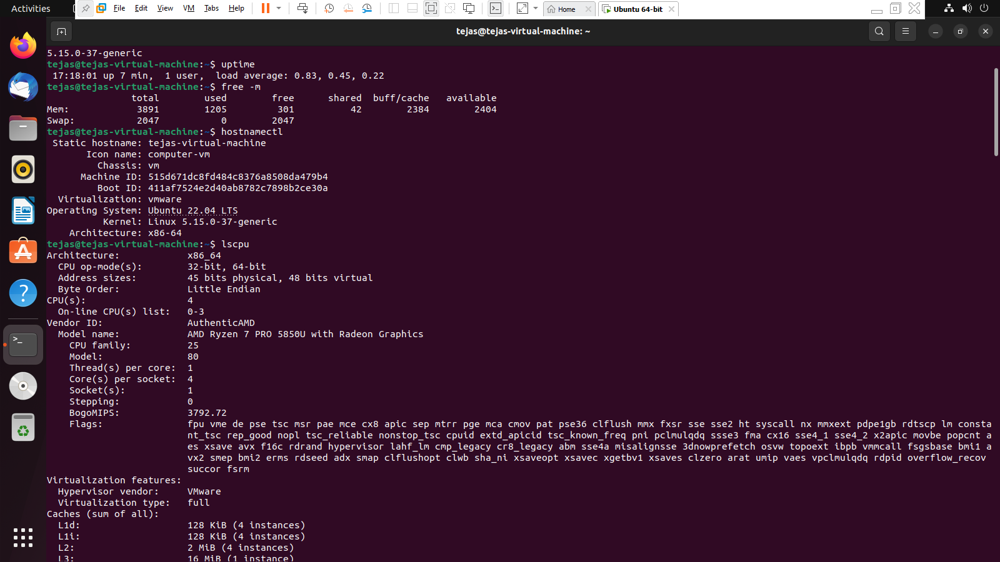 Activities
File Edit View VM Tabs Help
Home
Ubuntu 64-bit
tejas@tejas-virtual-machine: ~
5.15.0-37-generic
tejas@tejas-virtual-machine:~$ uptime
17:18:01 up 7 min, 1 user, load average: 0.83, 0.45, 0.22
tejas@tejas-virtual-machine:~$ free -m
total used free shared buff/cache available
Mem: 3891 1205 301 42 2384 2404
Swap: 2047 0 2047
tejas@tejas-virtual-machine:~$ hostnamectl
Static hostname: tejas-virtual-machine
Icon name: computer-vm
Chassis: vm
Machine ID: 515d671dc8fd484c8376a8508da479b4
Boot ID: 411af7524e2d40ab8782c7898b2ce30a
Virtualization: vmware
Operating System: Ubuntu 22.04 LTS
Kernel: Linux 5.15.0-37-generic
Architecture: x86-64
tejas@tejas-virtual-machine:~$ lscpu
Architecture: x86_64
CPU op-mode(s): 32-bit, 64-bit
Address sizes: 45 bits physical, 48 bits virtual
Byte Order: Little Endian
CPU(s): 4
On-line CPU(s) list: 0-3
Vendor ID: AuthenticAMD
Model name: AMD Ryzen 7 PRO 5850U with Radeon Graphics
CPU family: 25
Model: 80
Thread(s) per core: 1
Core(s) per socket: 4
Socket(s): 1
Stepping: 0
BogoMIPS: 3792.72
Flags: fpu vme de pse tsc msr pae mce cx8 apic sep mtrr pge mca cmov pat pse36 clflush mmx fxsr sse sse2 ht syscall nx mmxext pdpe1gb rdtscp lm consta
nt_tsc rep_good nopl tsc_reliable nonstop_tsc cpuid extd_apicid tsc_known_freq pni pclmulqdq ssse3 fma cx16 sse4_1 sse4_2 x2apic movbe popcnt a
es xsave avx f16c rdrand hypervisor lahf_lm cmp_legacy cr8_legacy abm sse4a misalignsse 3dnowprefetch osvw topoext ibpb vmmcall fsgsbase bmi1 a
vx2 smep bmi2 erms rdseed adx smap clflushopt clwb sha_ni xsaveopt xsavec xgetbv1 xsaves clzero arat umip vaes vpclmulqdq rdpid overflow_recov
succor fsrm
Virtualization features:
Hypervisor vendor: VMware
Virtualization type: full
Caches (sum of all):
L1d: 128 KiB (4 instances)
L1i: 128 KiB (4 instances)
L2: 2 MiB (4 instances)
L3: 16 MiB (1 instance)